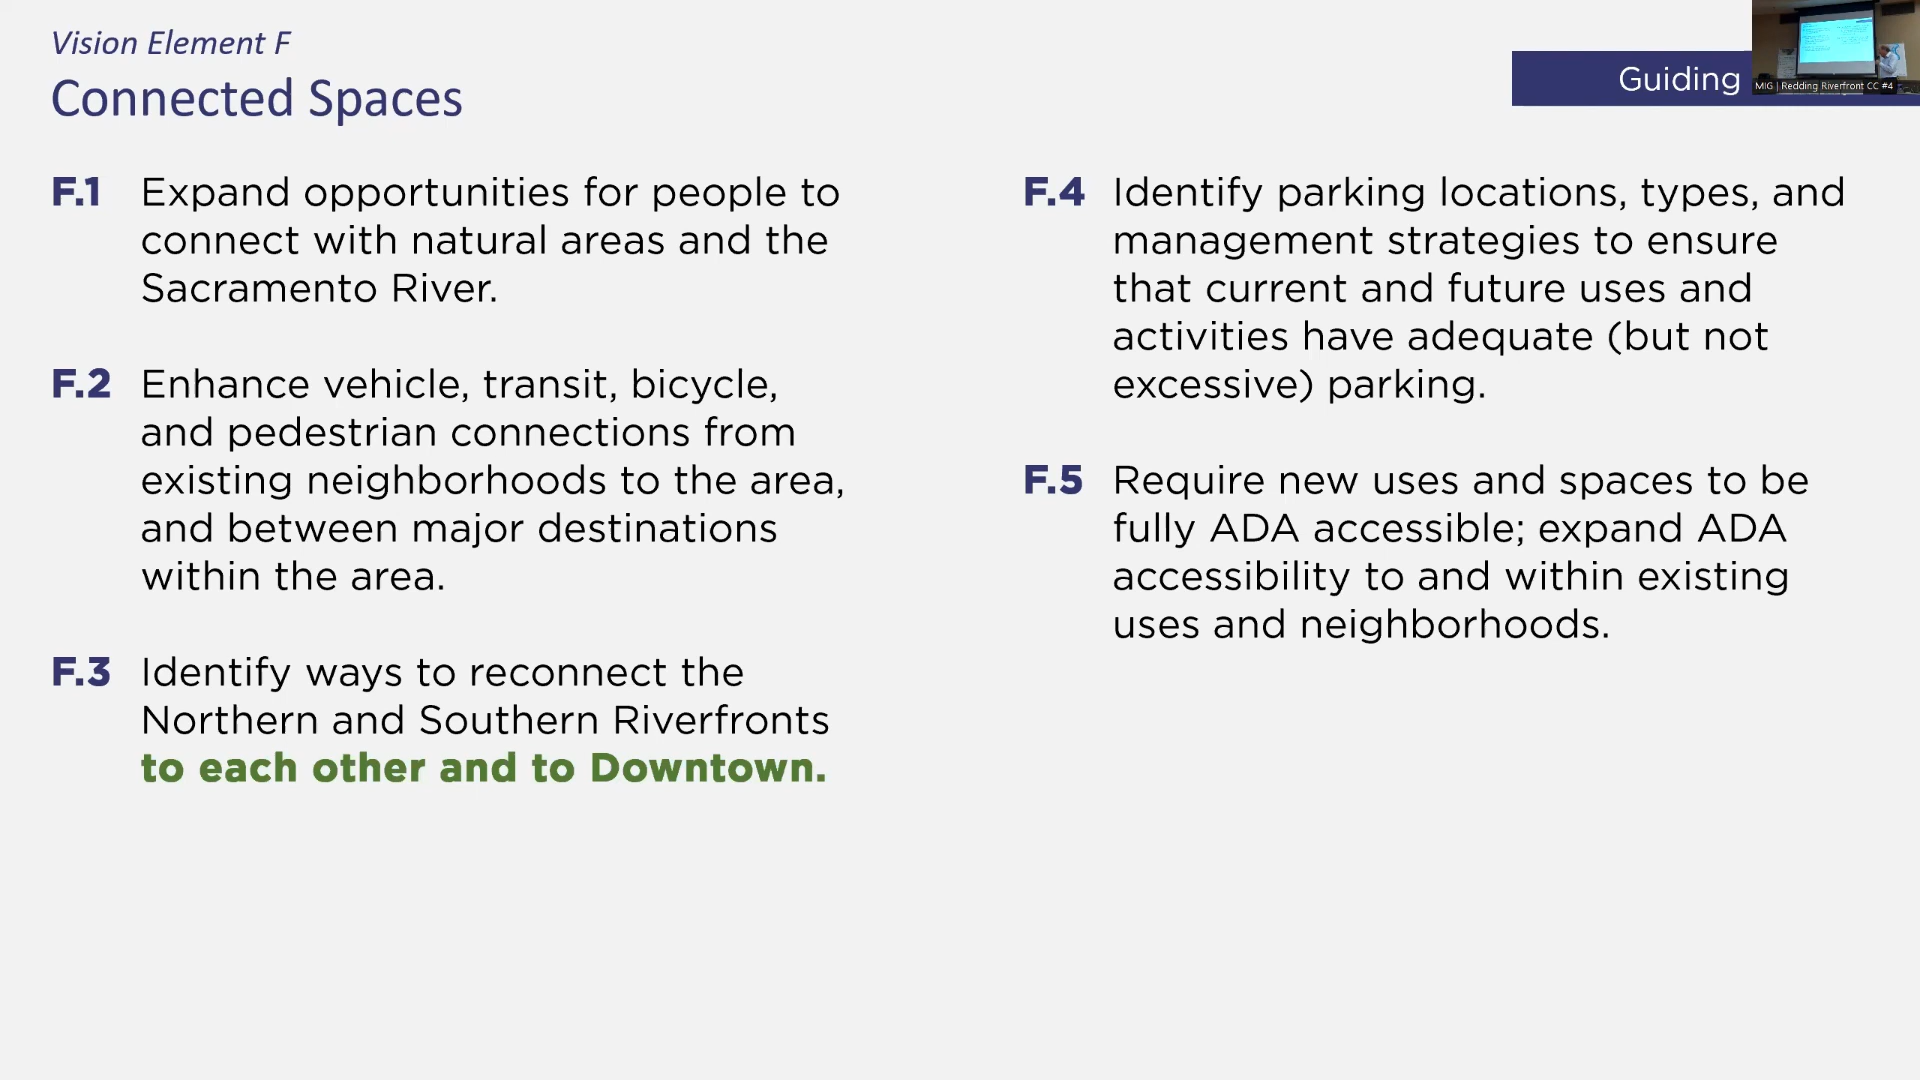 Vision Element F
Connected Spaces
Guiding
MIG | Redding Riverfront CC #4
F.1 Expand opportunities for people to
connect with natural areas and the
Sacramento River.
F.2 Enhance vehicle, transit, bicycle,
and pedestrian connections from
existing neighborhoods to the area,
and between major destinations
within the area.
F.3 Identify ways to reconnect the
Northern and Southern Riverfronts
to each other and to Downtown.
F.4 Identify parking locations, types, and
management strategies to ensure
that current and future uses and
activities have adequate (but not
excessive) parking.
F.5 Require new uses and spaces to be
fully ADA accessible; expand ADA
accessibility to and within existing
uses and neighborhoods.